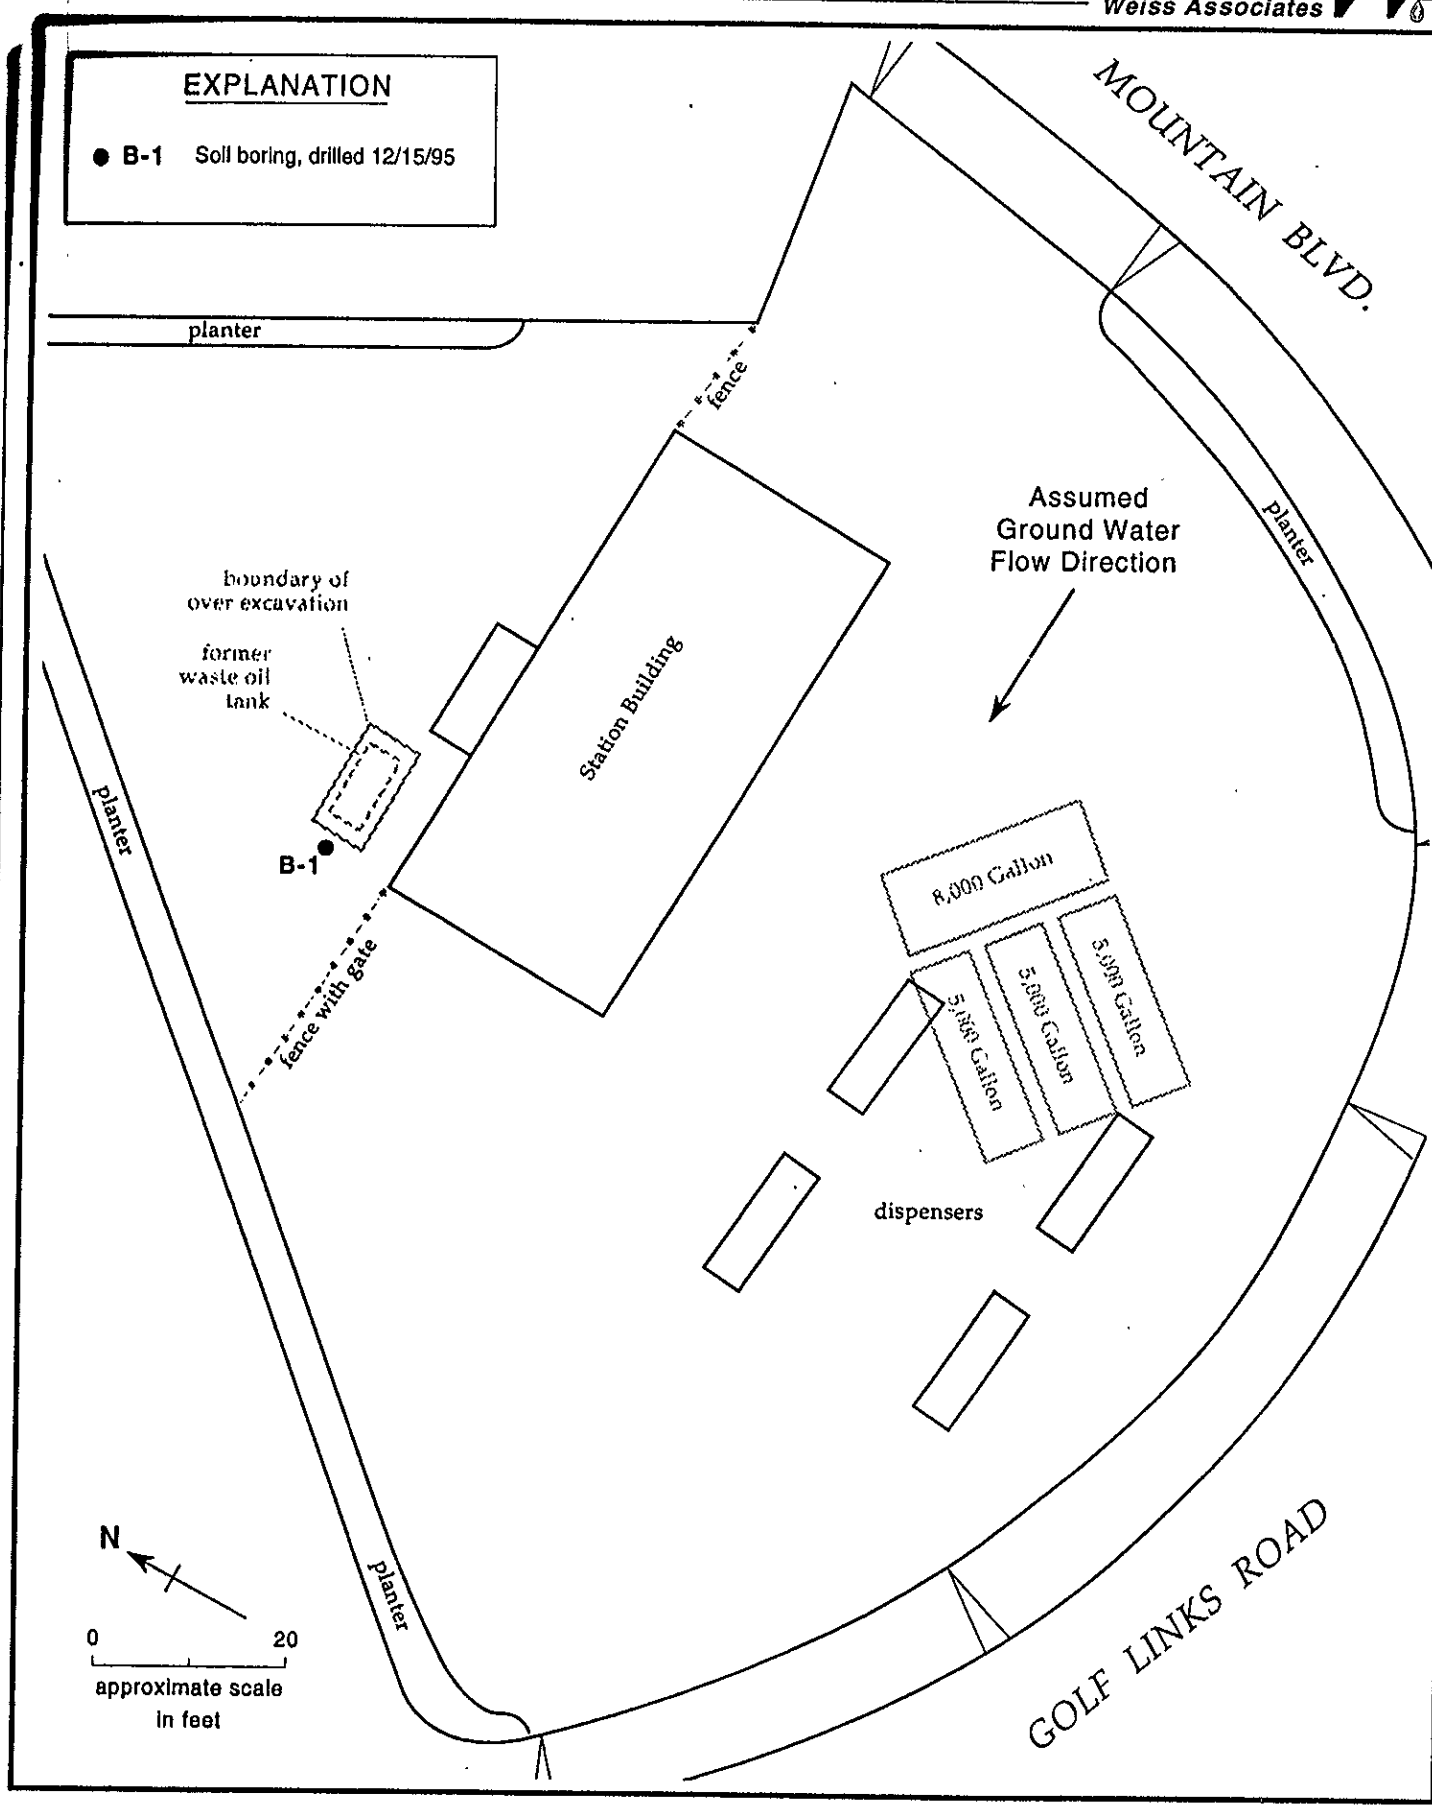 Weiss Associates
EXPLANATION
B-1 Soil boring, drilled 12/15/95
MOUNTAIN BLVD.
planter
fence
Assumed
Ground Water
Flow Direction
planter
boundary of
over excavation
former
waste oil
tank
Station Building
planter
B-1
8,000 Gallon
5,000 Gallon
5,000 Gallon
5,000 Gallon
fence with gate
dispensers
N
planter
0 20
approximate scale
in feet
GOLF LINKS ROAD